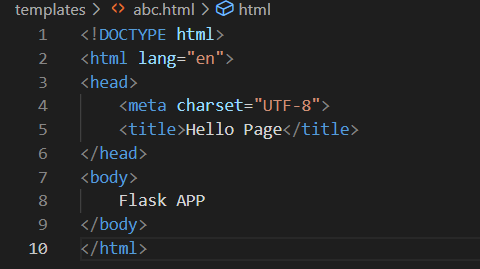 templates > abc.html > html
1 <!DOCTYPE html>
2 <html lang="en">
3 <head>
4     <meta charset="UTF-8">
5     <title>Hello Page</title>
6 </head>
7 <body>
8     Flask APP
9 </body>
10 </html>